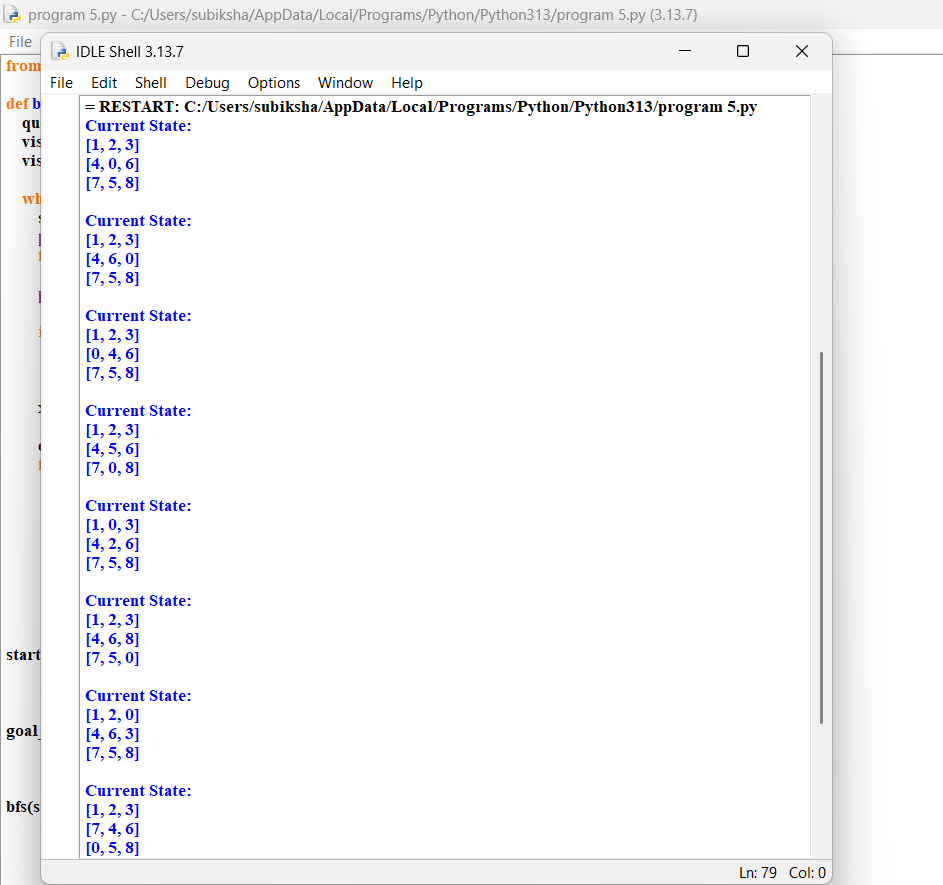 program 5.py - C:/Users/subiksha/AppData/Local/Programs/Python/Python313/program 5.py (3.13.7)
File
from
def b
qu
vis
vis
wh
start
goal_
bfs(s
IDLE Shell 3.13.7
File Edit Shell Debug Options Window Help
= RESTART: C:/Users/subiksha/AppData/Local/Programs/Python/Python313/program 5.py
Current State:
[1, 2, 3]
[4, 0, 6]
[7, 5, 8]
Current State:
[1, 2, 3]
[4, 6, 0]
[7, 5, 8]
Current State:
[1, 2, 3]
[0, 4, 6]
[7, 5, 8]
Current State:
[1, 2, 3]
[4, 5, 6]
[7, 0, 8]
Current State:
[1, 0, 3]
[4, 2, 6]
[7, 5, 8]
Current State:
[1, 2, 3]
[4, 6, 8]
[7, 5, 0]
Current State:
[1, 2, 0]
[4, 6, 3]
[7, 5, 8]
Current State:
[1, 2, 3]
[7, 4, 6]
[0, 5, 8]
Ln: 79 Col: 0